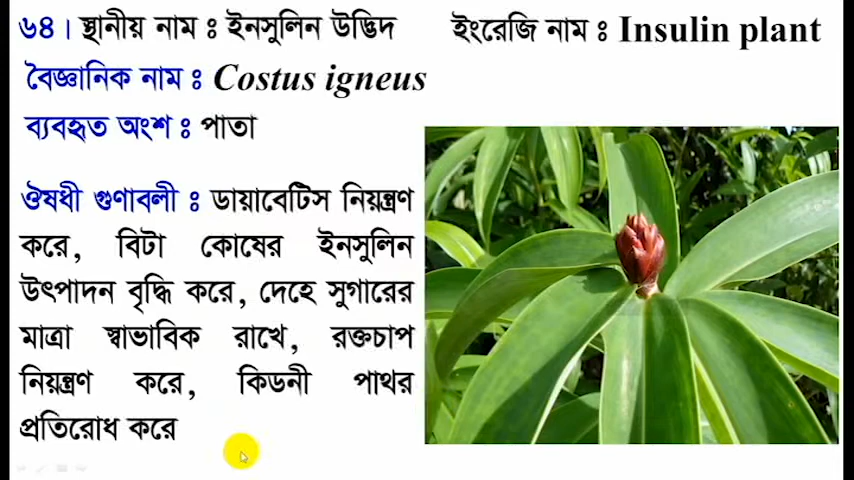 ৬৪। স্থানীয় নাম ঃ ইনসুলিন উদ্ভিদ ইংরেজি নাম ঃ Insulin plant
বৈজ্ঞানিক নাম ঃ Costus igneus
ব্যবহৃত অংশ ঃ পাতা
ঔষধী গুণাবলী ঃ ডায়াবেটিস নিয়ন্ত্রণ
করে, বিটা কোষের ইনসুলিন
উৎপাদন বৃদ্ধি করে, দেহে সুগারের
মাত্রা স্বাভাবিক রাখে, রক্তচাপ
নিয়ন্ত্রণ করে, কিডনী পাথর
প্রতিরোধ করে